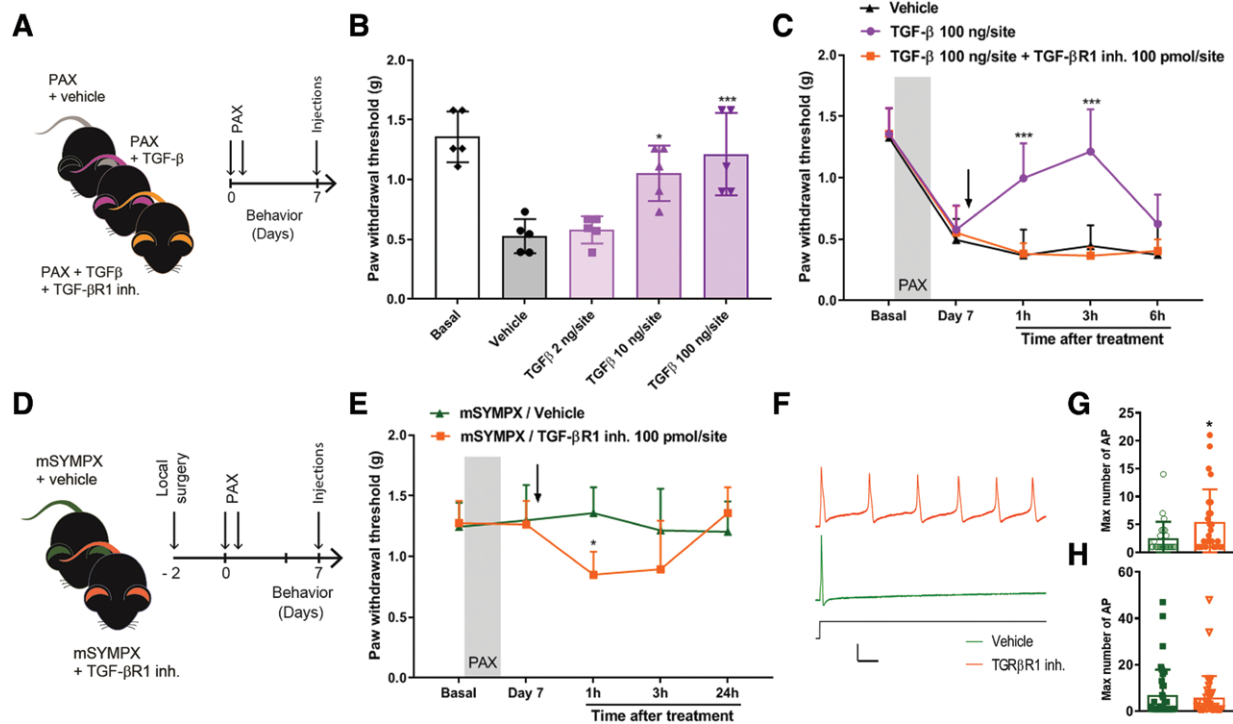 A
PAX
+ vehicle
PAX
+ TGF-β
PAX + TGFβ
+ TGF-βR1 inh.
PAX
Injections
0
7
Behavior
(Days)
B
Paw withdrawal threshold (g)
2.0
1.5
1.0
0.5
0.0
*
***
Basal
Vehicle
TGFβ 2 ng/site
TGFβ 10 ng/site
TGFβ 100 ng/site
C
Vehicle
TGF-β 100 ng/site
TGF-β 100 ng/site + TGF-βR1 inh. 100 pmol/site
Paw withdrawal threshold (g)
2.0
1.5
1.0
0.5
0.0
***
***
PAX
Basal
Day 7
1h
3h
6h
Time after treatment
D
mSYMPX
+ vehicle
mSYMPX
+ TGF-βR1 inh.
Local
surgery
PAX
Injections
- 2
0
7
Behavior
(Days)
E
mSYMPX / Vehicle
mSYMPX / TGF-βR1 inh. 100 pmol/site
Paw withdrawal threshold (g)
2.0
1.5
1.0
0.5
0.0
*
PAX
Basal
Day 7
1h
3h
24h
Time after treatment
F
Vehicle
TGRβR1 inh.
G
Max number of AP
25
20
15
10
5
0
*
H
Max number of AP
60
40
20
0